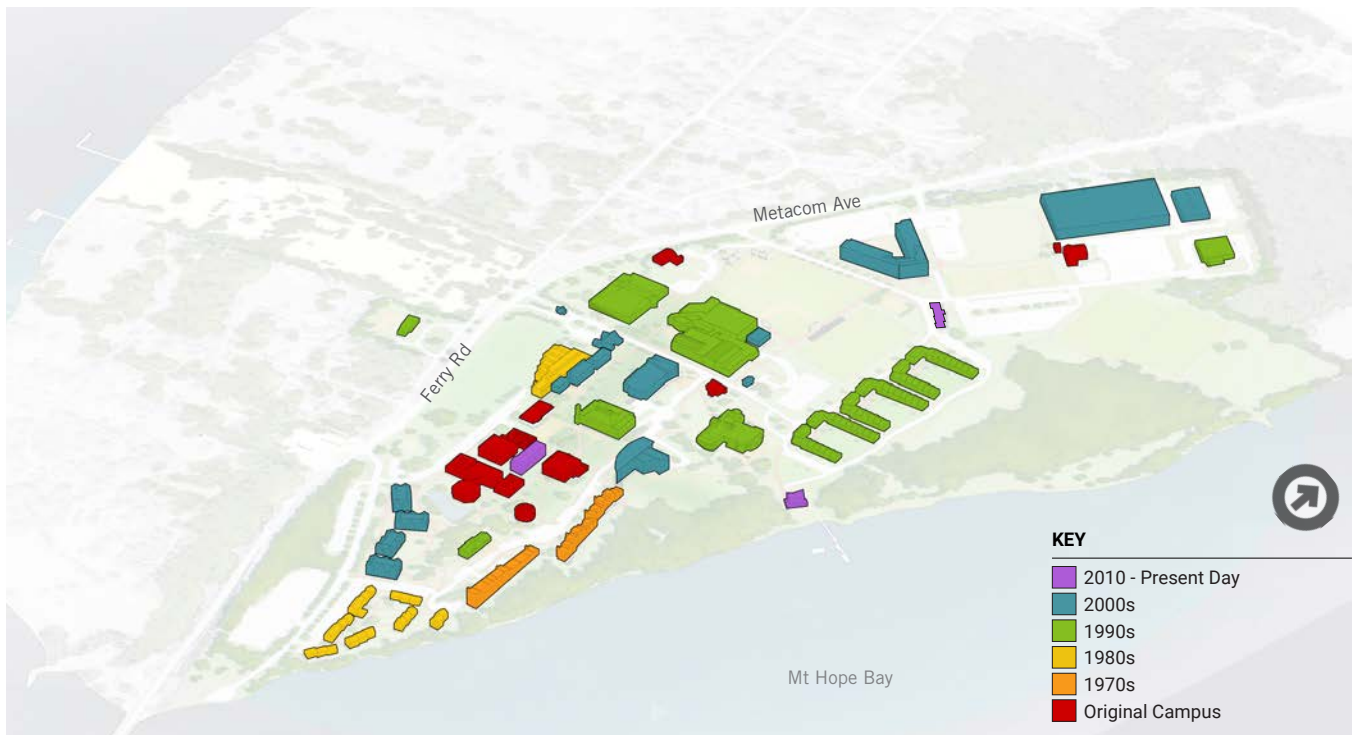 Metacom Ave
Ferry Rd
Mt Hope Bay
KEY
2010 - Present Day
2000s
1990s
1980s
1970s
Original Campus